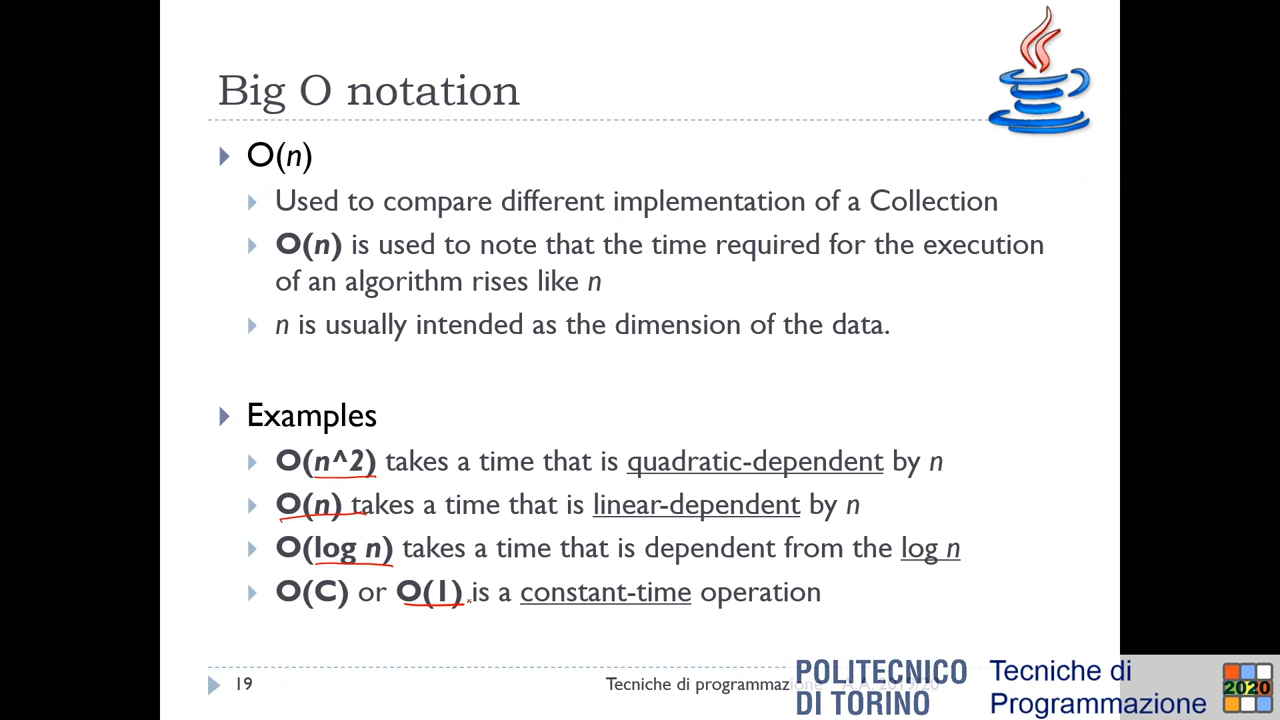 Big O notation
O(n)
Used to compare different implementation of a Collection
O(n) is used to note that the time required for the execution
of an algorithm rises like n
n is usually intended as the dimension of the data.
Examples
O(n^2) takes a time that is quadratic-dependent by n
O(n) takes a time that is linear-dependent by n
O(log n) takes a time that is dependent from the log n
O(C) or O(1) is a constant-time operation
19
Tecniche di programmazione A.A. 2019/20
POLITECNICO
DI TORINO
Tecniche di
Programmazione
2020